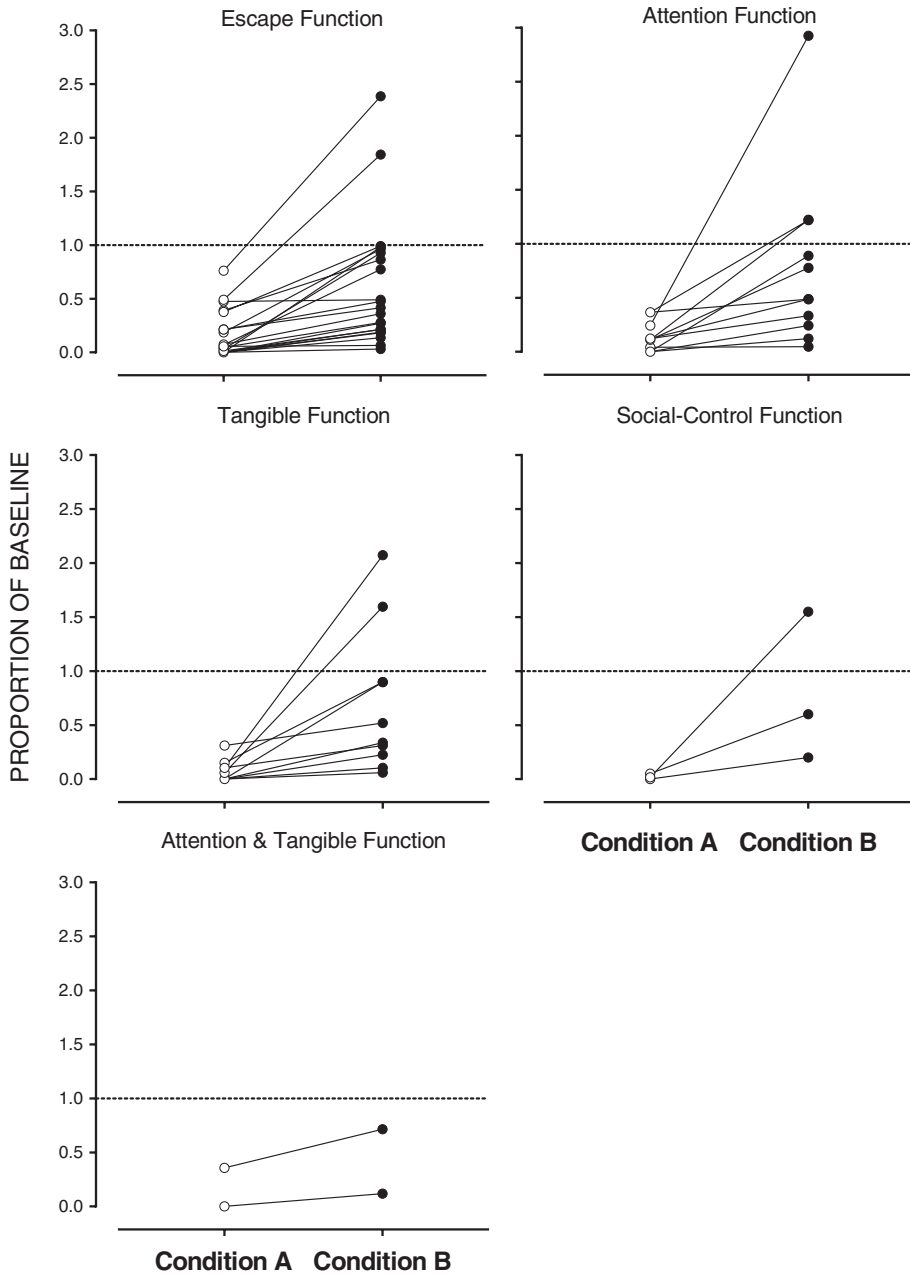 Escape Function
Attention Function
3.0
2.5
2.0
1.5
1.0
0.5
0.0
Tangible Function
Social-Control Function
PROPORTION OF BASELINE
3.0
2.5
2.0
1.5
1.0
0.5
0.0
Condition A Condition B
Attention & Tangible Function
3.0
2.5
2.0
1.5
1.0
0.5
0.0
Condition A Condition B